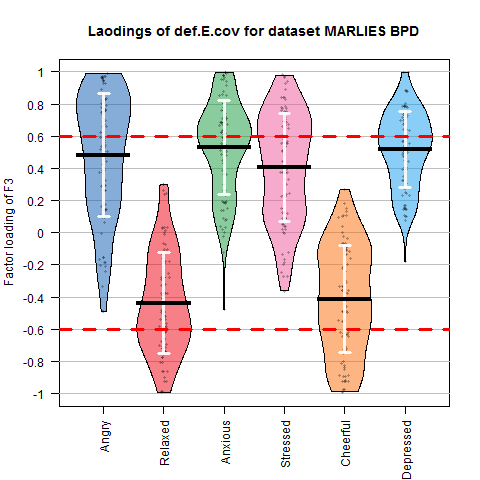 Laodings of def.E.cov for dataset MARLIES BPD
Factor loading of F3
1
0.8
0.6
0.4
0.2
0
-0.2
-0.4
-0.6
-0.8
-1
Angry
Relaxed
Anxious
Stressed
Cheerful
Depressed